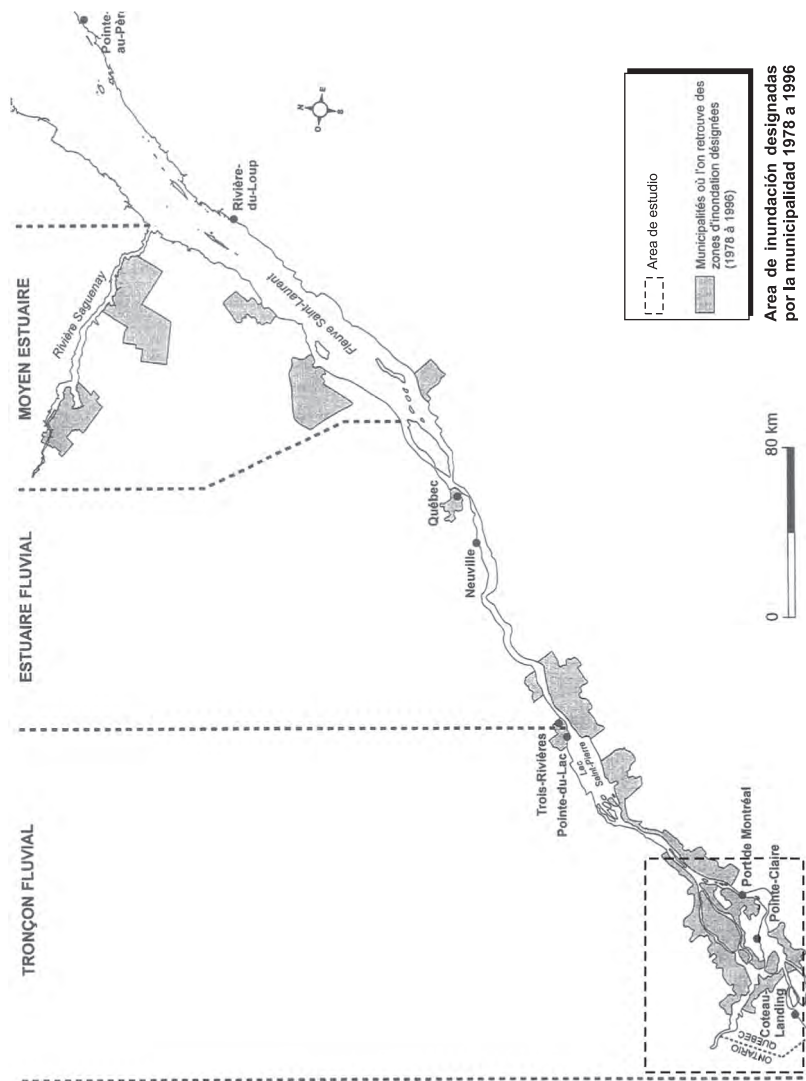 TRONÇON FLUVIAL
ESTUAIRE FLUVIAL
MOYEN ESTUAIRE
Pointe-
au-Pèr
Rivière Saguenay
Rivière-
du-Loup
Fleuve Saint-Laurent
N
E
S
O
Québec
Neuville
Trois-Rivières
Pointe-du-Lac
Lac
Saint-Pierre
Port de Montréal
Pointe-Claire
Coteau-
Landing
ONTARIO
QUÉBEC
0
80 km
Area de estudio
Municipalités où l'on retrouve des
zones d'inondation désignées
(1978 à 1996)
Area de inundación designadas
por la municipalidad 1978 a 1996